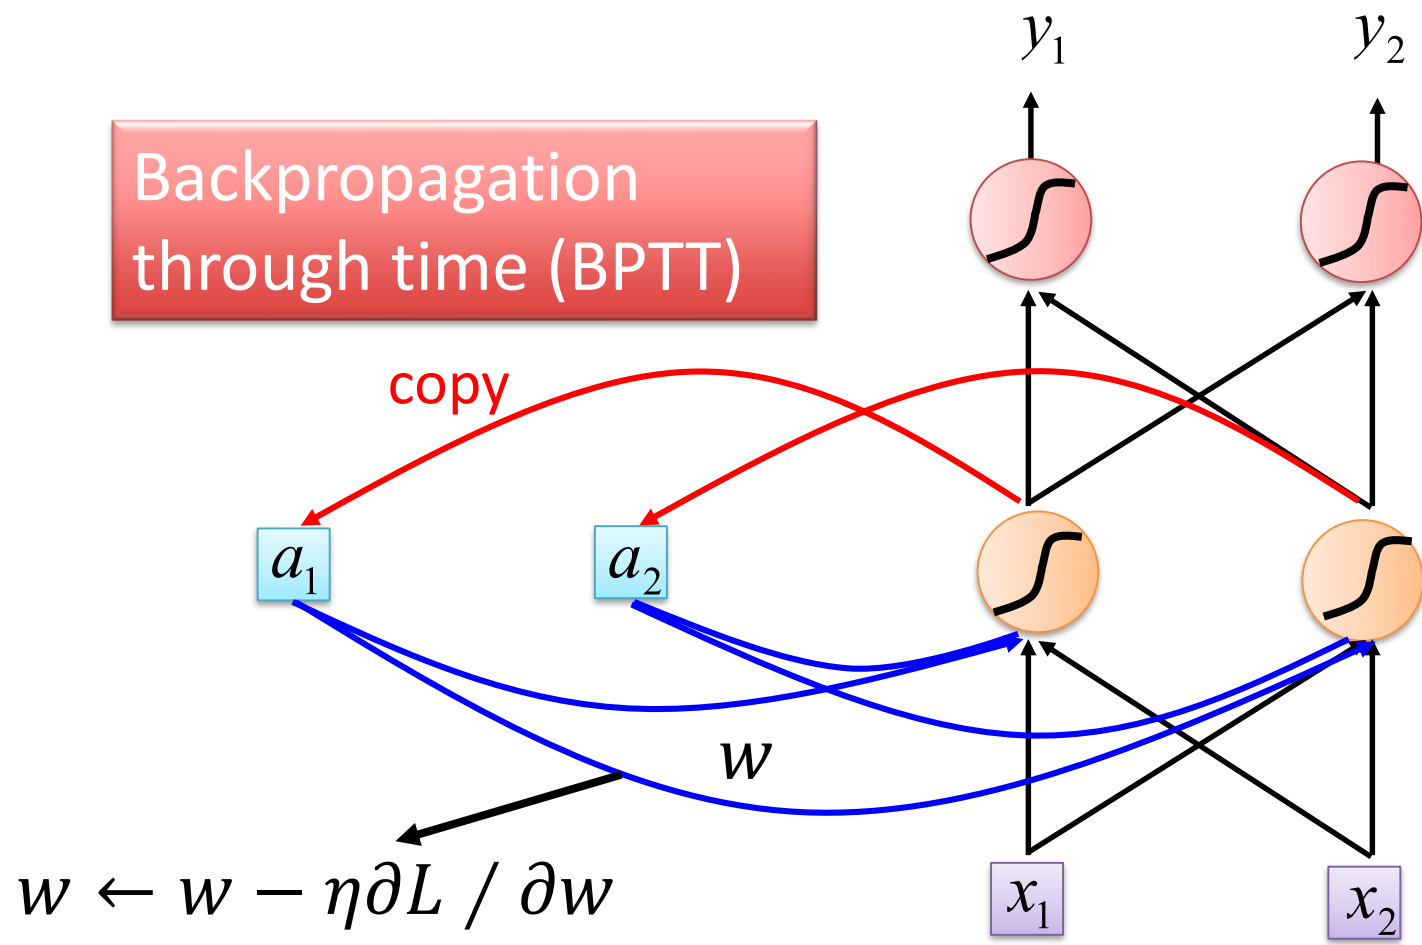 y₁ y₂
Backpropagation
through time (BPTT)
copy
a₁ a₂
w
w ← w − η∂L / ∂w
x₁ x₂